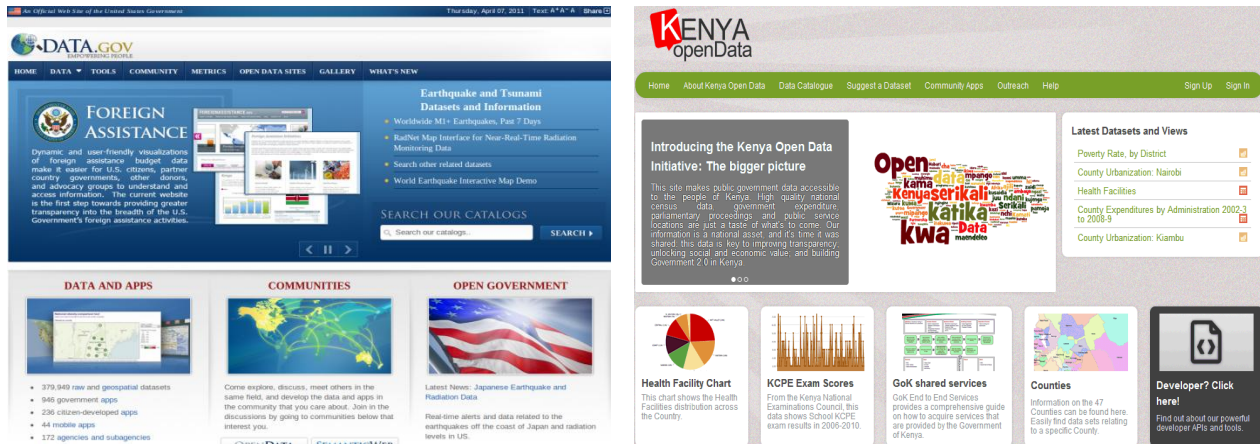 An Official Web Site of the United States Government
Thursday, April 07, 2011
Text: A+ A- A
Share
DATA.GOV
EMPOWERING PEOPLE
HOME DATA TOOLS COMMUNITY METRICS OPEN DATA SITES GALLERY WHAT'S NEW
FOREIGN
ASSISTANCE
Dynamic and user-friendly visualizations
of foreign assistance budget data
make it easier for U.S. citizens, partner
country governments, other donors,
and advocacy groups to understand and
access information. The current website
is the first step towards providing greater
transparency into the breadth of the U.S.
Government's foreign assistance activities.
Earthquake and Tsunami
Datasets and Information
Worldwide M1+ Earthquakes, Past 7 Days
RadNet Map Interface for Near-Real-Time Radiation
Monitoring Data
Search other related datasets
World Earthquake Interactive Map Demo
SEARCH OUR CATALOGS
Search our catalogs..
SEARCH
DATA AND APPS
379,949 raw and geospatial datasets
946 government apps
236 citizen-developed apps
44 mobile apps
172 agencies and subagencies
COMMUNITIES
Come explore, discuss, meet others in the
same field, and develop the data and apps in
the community that you care about. Join in the
discussions by going to communities below that
interest you.
OPEN GOVERNMENT
Latest News: Japanese Earthquake and
Radiation Data
Real-time alerts and data related to the
earthquakes off the coast of Japan and radiation
levels in US.
KENYA
openData
Home About Kenya Open Data Data Catalogue Suggest a Dataset Community Apps Outreach Help Sign Up Sign In
Introducing the Kenya Open Data
Initiative: The bigger picture
This site makes public government data accessible
to the people of Kenya. High quality national
census data, government expenditure,
parliamentary proceedings and public service
locations are just a taste of what's to come. Our
information is a national asset, and it's time it was
shared: this data is key to improving transparency,
unlocking social and economic value, and building
Government 2.0 in Kenya
Open
kama data mpango
Kenya serikali juu ndani
Serikali
katika
nchi
kwa Data
maendeleo
Latest Datasets and Views
Poverty Rate, by District
County Urbanization: Nairobi
Health Facilities
County Expenditures by Administration 2002-3
to 2008-9
County Urbanization: Kiambu
Health Facility Chart
This chart shows the Health
Facilities distribution across
the Country.
KCPE Exam Scores
From the Kenya National
Examinations Council, this
data shows School KCPE
exam results in 2006-2010.
GoK shared services
GoK End to End Services
provides a comprehensive guide
on how to acquire services that
are provided by the Government
of Kenya.
Counties
Information on the 47
Counties can be found here.
Easily find data sets relating
to a specific County.
Developer? Click
here!
Find out about our powerful
developer APIs and tools.